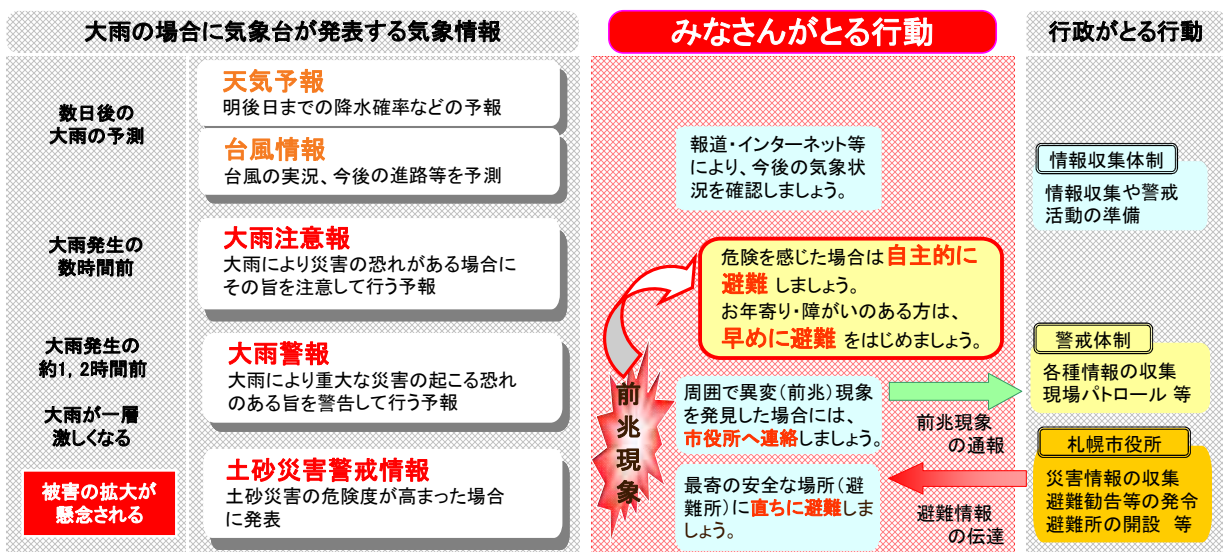 大雨の場合に気象台が発表する気象情報
みなさんがとる行動
行政がとる行動
数日後の
大雨の予測
天気予報
明後日までの降水確率などの予報
台風情報
台風の実況、今後の進路等を予測
報道・インターネット等
により、今後の気象状
況を確認しましょう。
情報収集体制
情報収集や警戒
活動の準備
大雨発生の
数時間前
大雨注意報
大雨により災害の恐れがある場合に
その旨を注意して行う予報
危険を感じた場合は自主的に
避難しましょう。
お年寄り・障がいのある方は、
早めに避難 をはじめましょう。
大雨発生の
約1, 2時間前
大雨が一層
激しくなる
大雨警報
大雨により重大な災害の起こる恐れ
のある旨を警告して行う予報
前兆現象
周囲で異変(前兆)現象
を発見した場合には、
市役所へ連絡しましょう。
前兆現象
の通報
警戒体制
各種情報の収集
現場パトロール 等
被害の拡大が
懸念される
土砂災害警戒情報
土砂災害の危険度が高まった場合
に発表
最寄の安全な場所(避
難所)に直ちに避難しま
しょう。
避難情報
の伝達
札幌市役所
災害情報の収集
避難勧告等の発令
避難所の開設 等